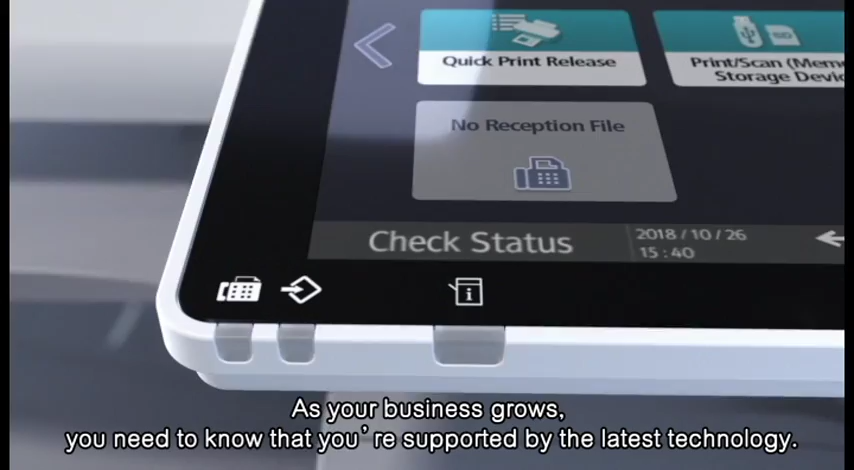 Quick Print Release
Print/Scan (Mem
Storage Devic
No Reception File
Check Status
2018 / 10 / 26
15 : 40
As your business grows,
you need to know that you're supported by the latest technology.